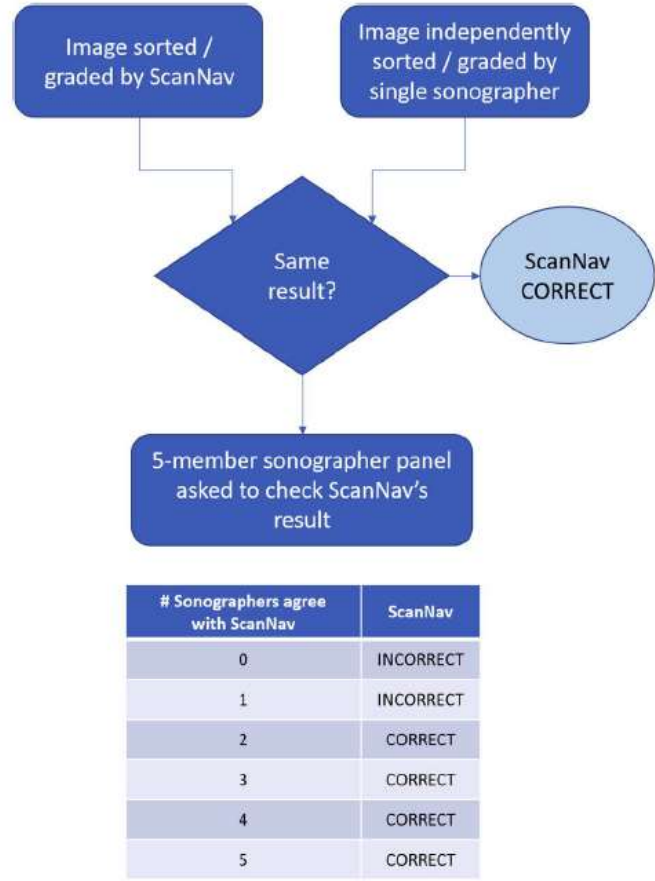 Image sorted /
graded by ScanNav
Image independently
sorted / graded by
single sonographer
Same
result?
ScanNav
CORRECT
5-member sonographer panel
asked to check ScanNav's
result
# Sonographers agree
with ScanNav
ScanNav
0 INCORRECT
1 INCORRECT
2 CORRECT
3 CORRECT
4 CORRECT
5 CORRECT